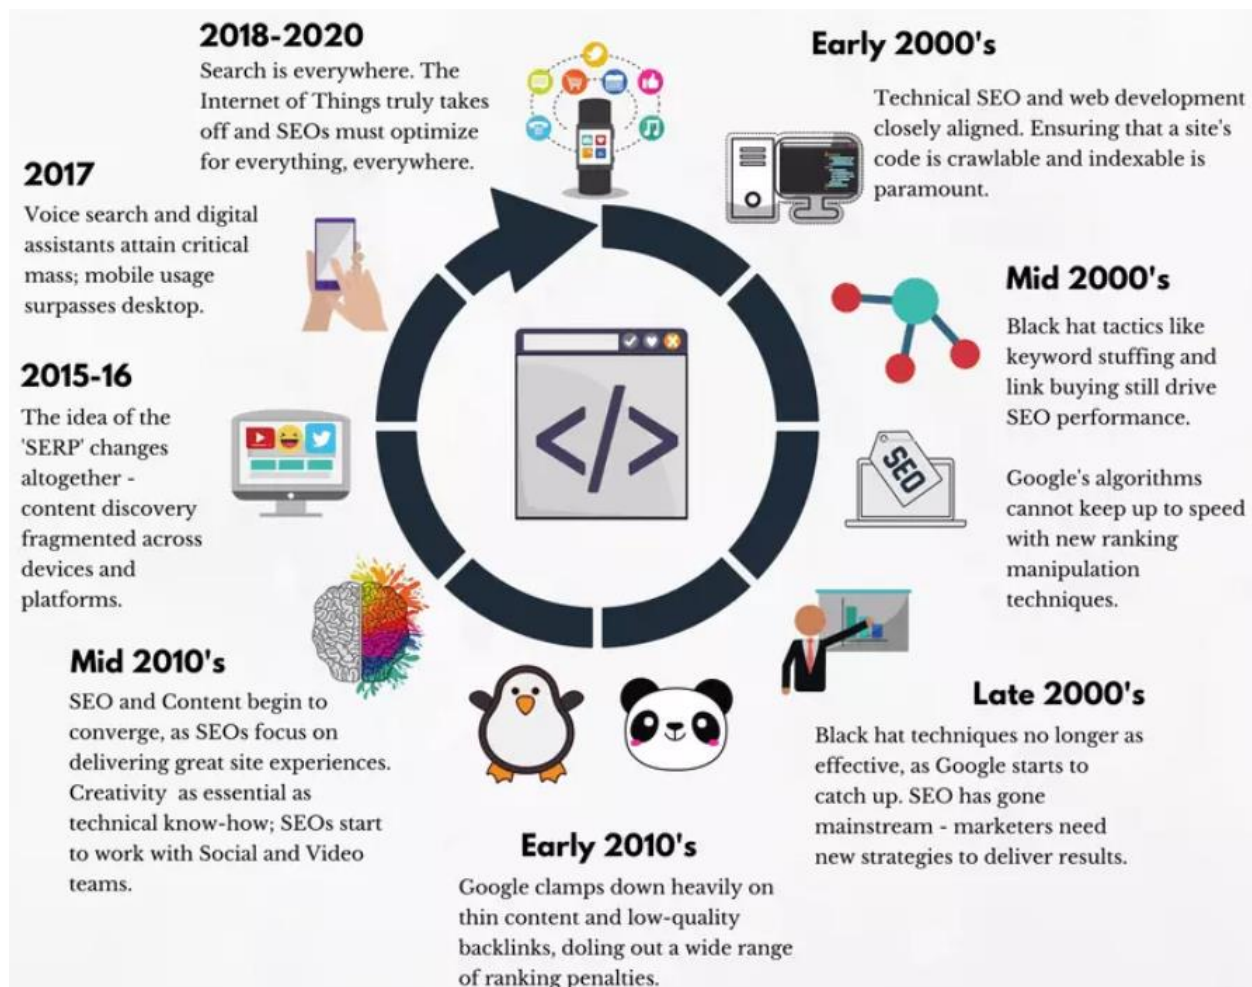 Early 2000's
Technical SEO and web development
closely aligned. Ensuring that a site's
code is crawlable and indexable is
paramount.
Mid 2000's
Black hat tactics like
keyword stuffing and
link buying still drive
SEO performance.
Google's algorithms
cannot keep up to speed
with new ranking
manipulation
techniques.
SEO
Late 2000's
Black hat techniques no longer as
effective, as Google starts to
catch up. SEO has gone
mainstream - marketers need
new strategies to deliver results.
Early 2010's
Google clamps down heavily on
thin content and low-quality
backlinks, doling out a wide range
of ranking penalties.
Mid 2010's
SEO and Content begin to
converge, as SEOs focus on
delivering great site experiences.
Creativity as essential as
technical know-how; SEOs start
to work with Social and Video
teams.
2015-16
The idea of the
'SERP' changes
altogether -
content discovery
fragmented across
devices and
platforms.
2017
Voice search and digital
assistants attain critical
mass; mobile usage
surpasses desktop.
2018-2020
Search is everywhere. The
Internet of Things truly takes
off and SEOs must optimize
for everything, everywhere.
</>